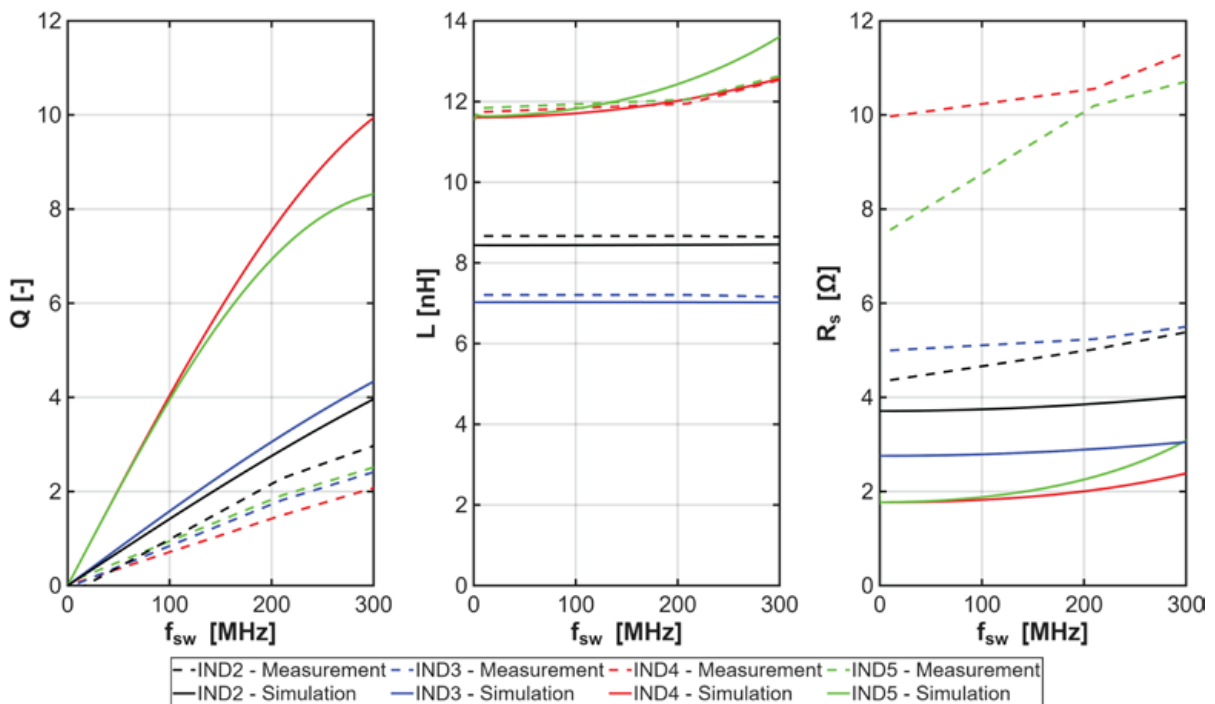 12
10
8
6
4
2
0
Q [-]
0 100 200 300
f_sw [MHz]
14
12
10
8
6
4
2
0
L [nH]
0 100 200 300
f_sw [MHz]
12
10
8
6
4
2
0
R_s [Ω]
0 100 200 300
f_sw [MHz]
IND2 - Measurement IND3 - Measurement IND4 - Measurement IND5 - Measurement
IND2 - Simulation IND3 - Simulation IND4 - Simulation IND5 - Simulation